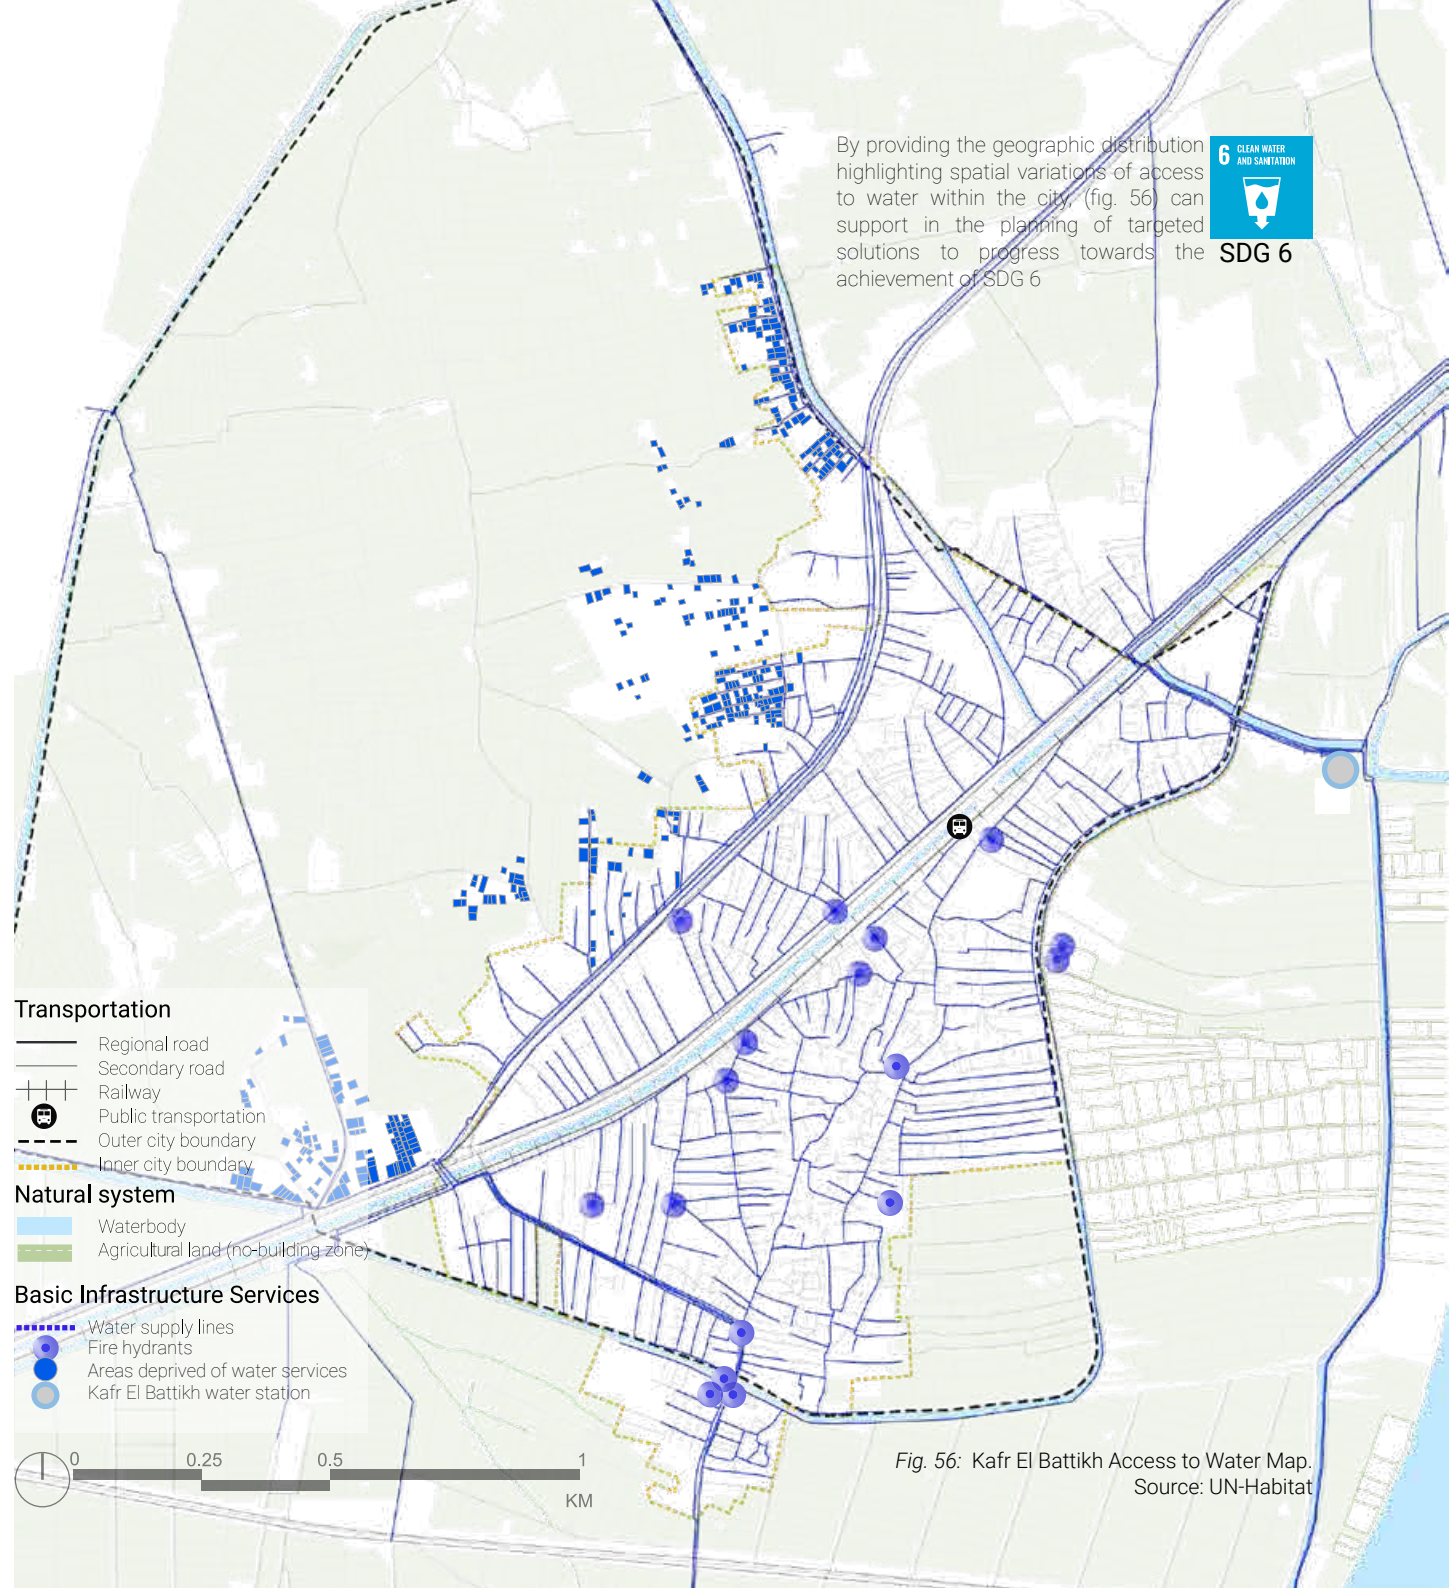 By providing the geographic distribution
highlighting spatial variations of access
to water within the city, (fig. 56) can
support in the planning of targeted
solutions to progress towards the
achievement of SDG 6
6 CLEAN WATER
AND SANITATION
SDG 6
Transportation
Regional road
Secondary road
Railway
Public transportation
Outer city boundary
Inner city boundary
Natural system
Waterbody
Agricultural land (no-building zone)
Basic Infrastructure Services
Water supply lines
Fire hydrants
Areas deprived of water services
Kafr El Battikh water station
0 0.25 0.5 1
KM
Fig. 56: Kafr El Battikh Access to Water Map.
Source: UN-Habitat